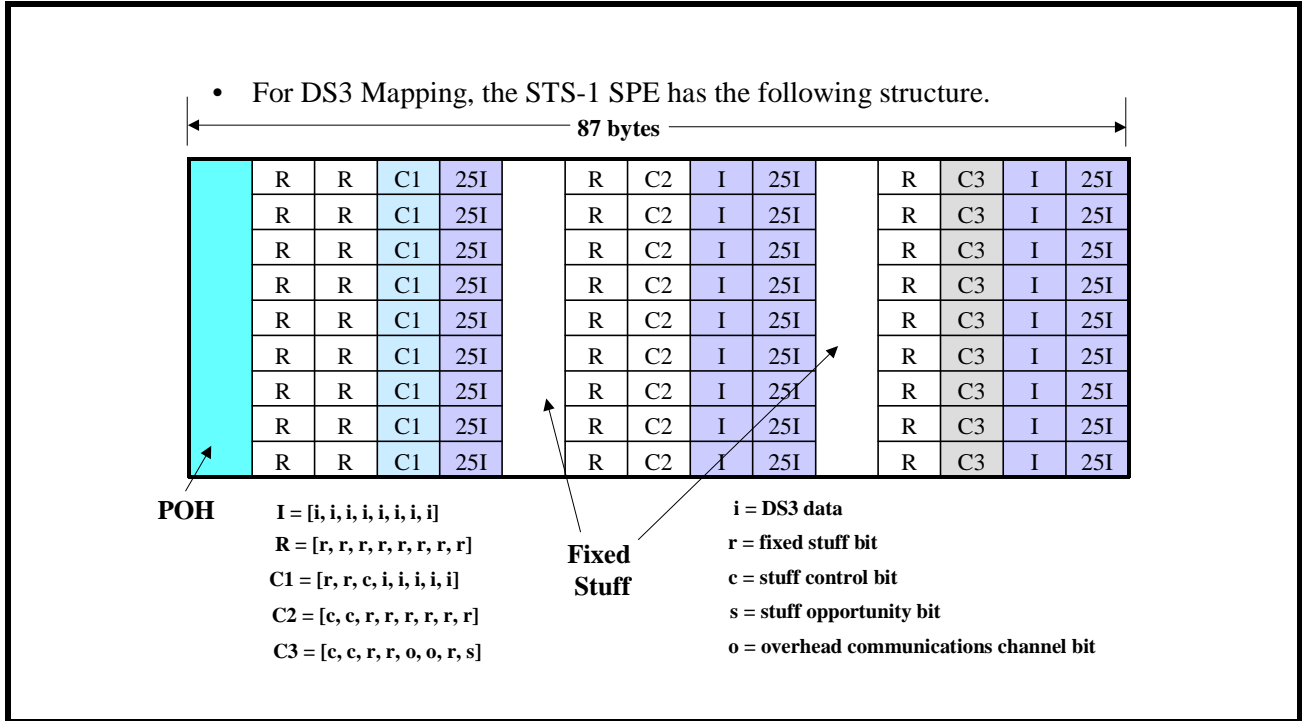 • For DS3 Mapping, the STS-1 SPE has the following structure.
87 bytes
R R C1 25I R C2 I 25I R C3 I 25I
R R C1 25I R C2 I 25I R C3 I 25I
R R C1 25I R C2 I 25I R C3 I 25I
R R C1 25I R C2 I 25I R C3 I 25I
R R C1 25I R C2 I 25I R C3 I 25I
R R C1 25I R C2 I 25I R C3 I 25I
R R C1 25I R C2 I 25I R C3 I 25I
R R C1 25I R C2 I 25I R C3 I 25I
R R C1 25I R C2 I 25I R C3 I 25I
POH
I = [i, i, i, i, i, i, i, i]
R = [r, r, r, r, r, r, r, r]
C1 = [r, r, c, i, i, i, i, i]
C2 = [c, c, r, r, r, r, r, r]
C3 = [c, c, r, r, o, o, r, s]
Fixed
Stuff
i = DS3 data
r = fixed stuff bit
c = stuff control bit
s = stuff opportunity bit
o = overhead communications channel bit